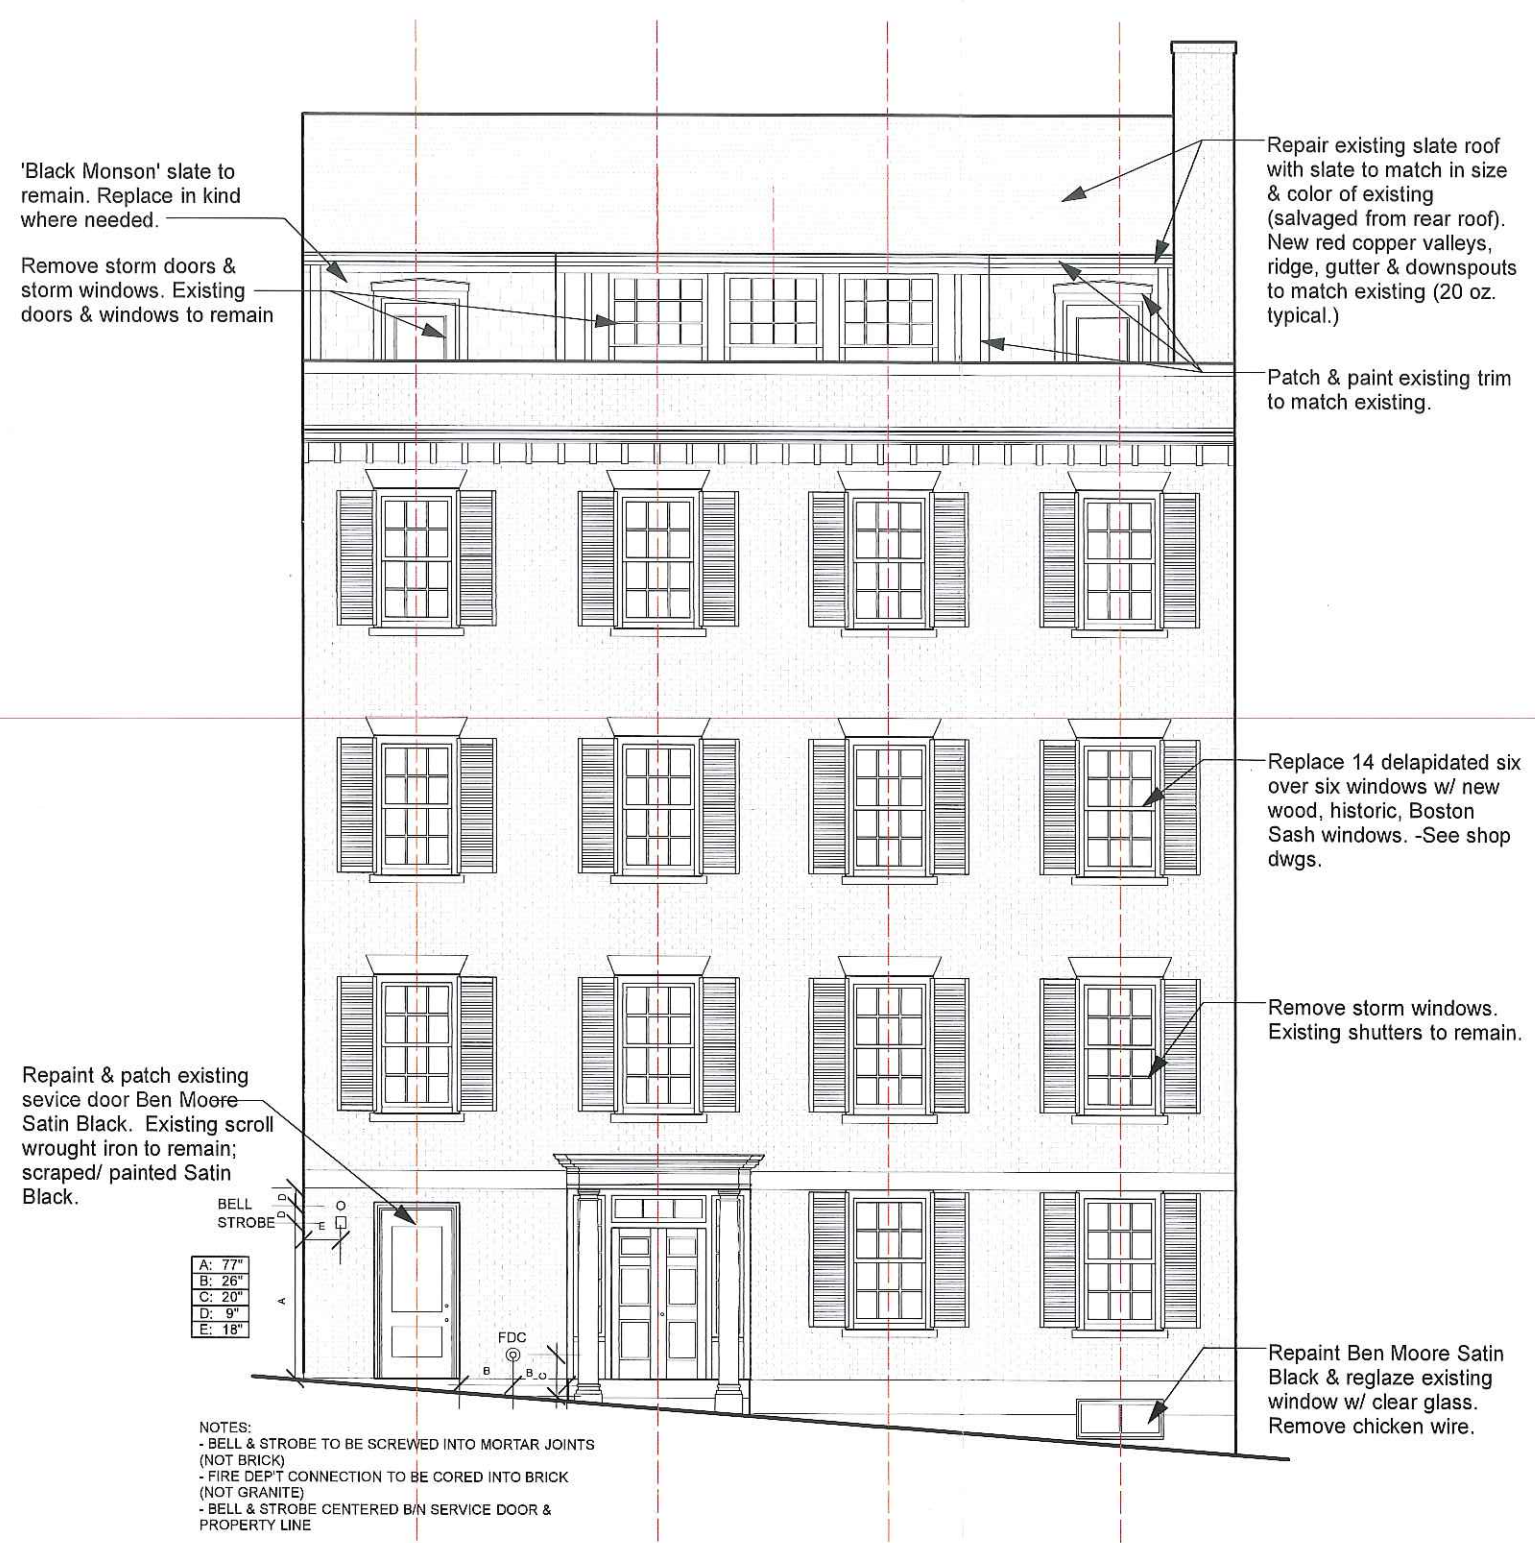 'Black Monson' slate to
remain. Replace in kind
where needed.
Remove storm doors &
storm windows. Existing
doors & windows to remain
Repair existing slate roof
with slate to match in size
& color of existing
(salvaged from rear roof).
New red copper valleys,
ridge, gutter & downspouts
to match existing (20 oz.
typical.)
Patch & paint existing trim
to match existing.
Replace 14 delapidated six
over six windows w/ new
wood, historic, Boston
Sash windows. -See shop
dwgs.
Remove storm windows.
Existing shutters to remain.
Repaint & patch existing
sevice door Ben Moore
Satin Black. Existing scroll
wrought iron to remain;
scraped/ painted Satin
Black.
BELL
STROBE
D
D
E
A
A: 77"
B: 26"
C: 20"
D: 9"
E: 18"
FDC
B
B
C
Repaint Ben Moore Satin
Black & reglaze existing
window w/ clear glass.
Remove chicken wire.
NOTES:
- BELL & STROBE TO BE SCREWED INTO MORTAR JOINTS
(NOT BRICK)
- FIRE DEP'T CONNECTION TO BE CORED INTO BRICK
(NOT GRANITE)
- BELL & STROBE CENTERED B/N SERVICE DOOR &
PROPERTY LINE